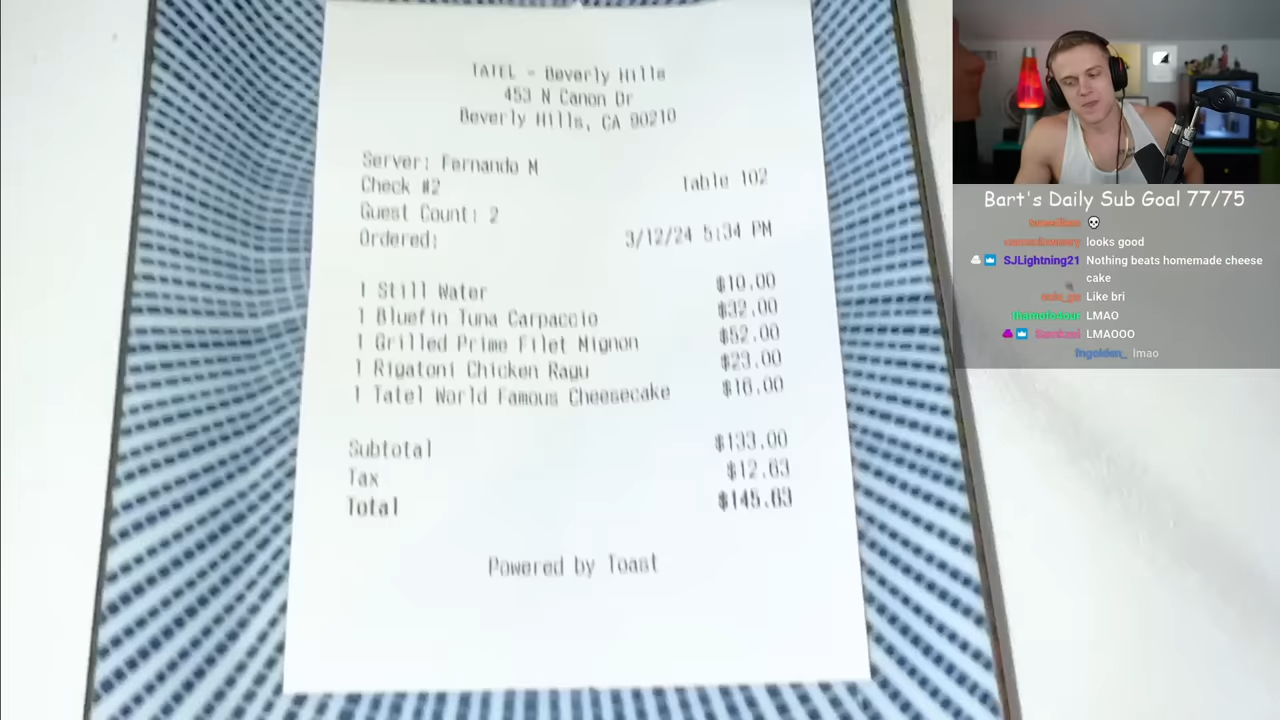 TATEL - Beverly Hills
453 N Canon Dr
Beverly Hills, CA 90210
Server: Fernando M
Check #2 Table 102
Guest Count: 2
Ordered: 3/12/24 5:34 PM
1 Still Water $10.00
1 Bluefin Tuna Carpaccio $32.00
1 Grilled Prime Filet Mignon $52.00
1 Rigatoni Chicken Ragu $23.00
1 Tatel World Famous Cheesecake $16.00
Subtotal $133.00
Tax $12.63
Total $145.63
Powered by Toast
Bart's Daily Sub Goal 77/75
looks good
SJLightning21 Nothing beats homemade cheese
cake
Like bri
LMAO
LMAOOO
fngolden_ lmao